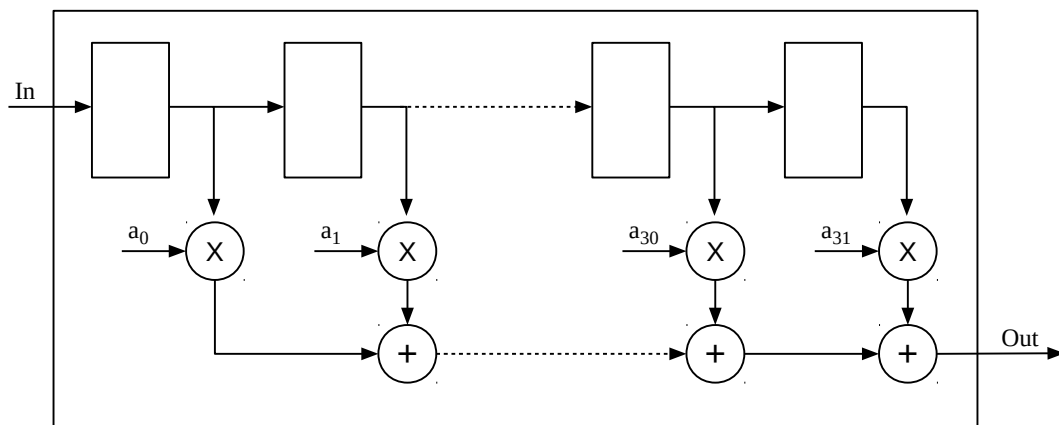 In
a₀ X a₁ X a₃₀ X a₃₁ X
+ + + Out